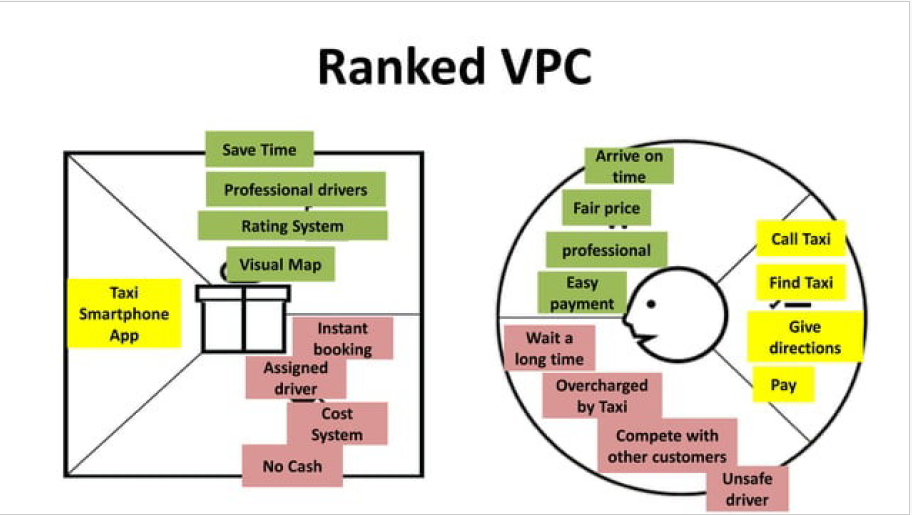 Ranked VPC
Save Time
Professional drivers
Rating System
Visual Map
Taxi
Smartphone
App
Instant
booking
Assigned
driver
Cost
System
No Cash
Arrive on
time
Fair price
professional
Easy
payment
Call Taxi
Find Taxi
Give
directions
Pay
Wait a
long time
Overcharged
by Taxi
Compete with
other customers
Unsafe
driver